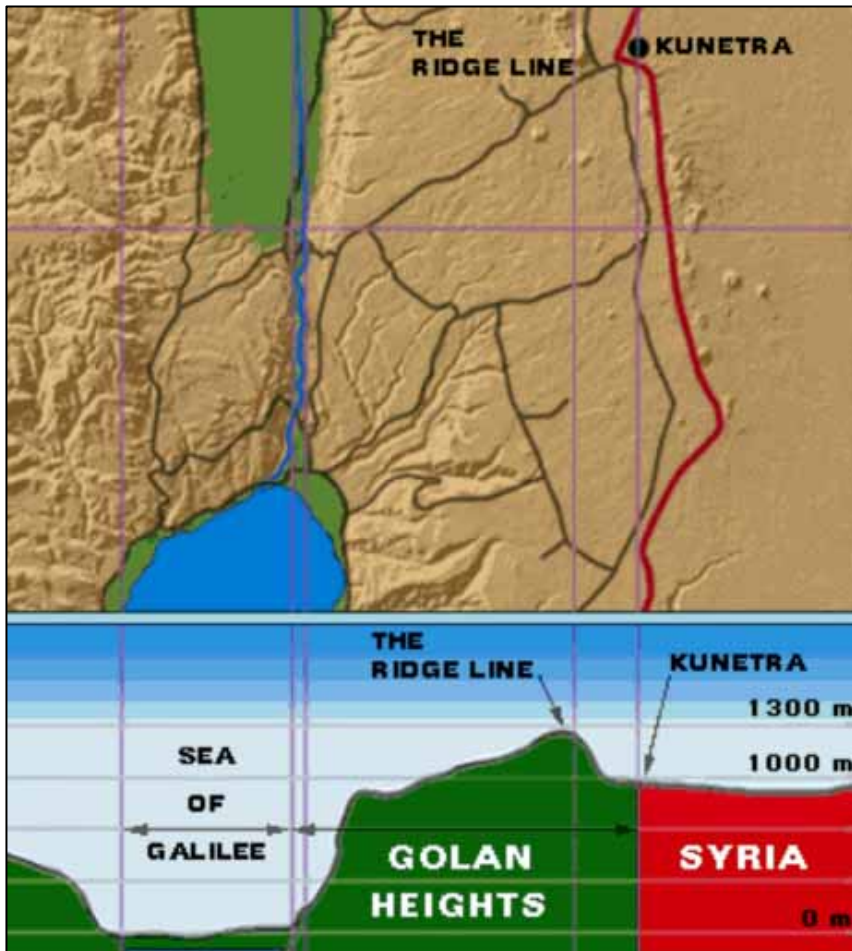 THE
RIDGE LINE
KUNETRA
THE
RIDGE LINE
KUNETRA
1300 m
SEA
OF
GALILEE
1000 m
GOLAN
HEIGHTS
SYRIA
0 m